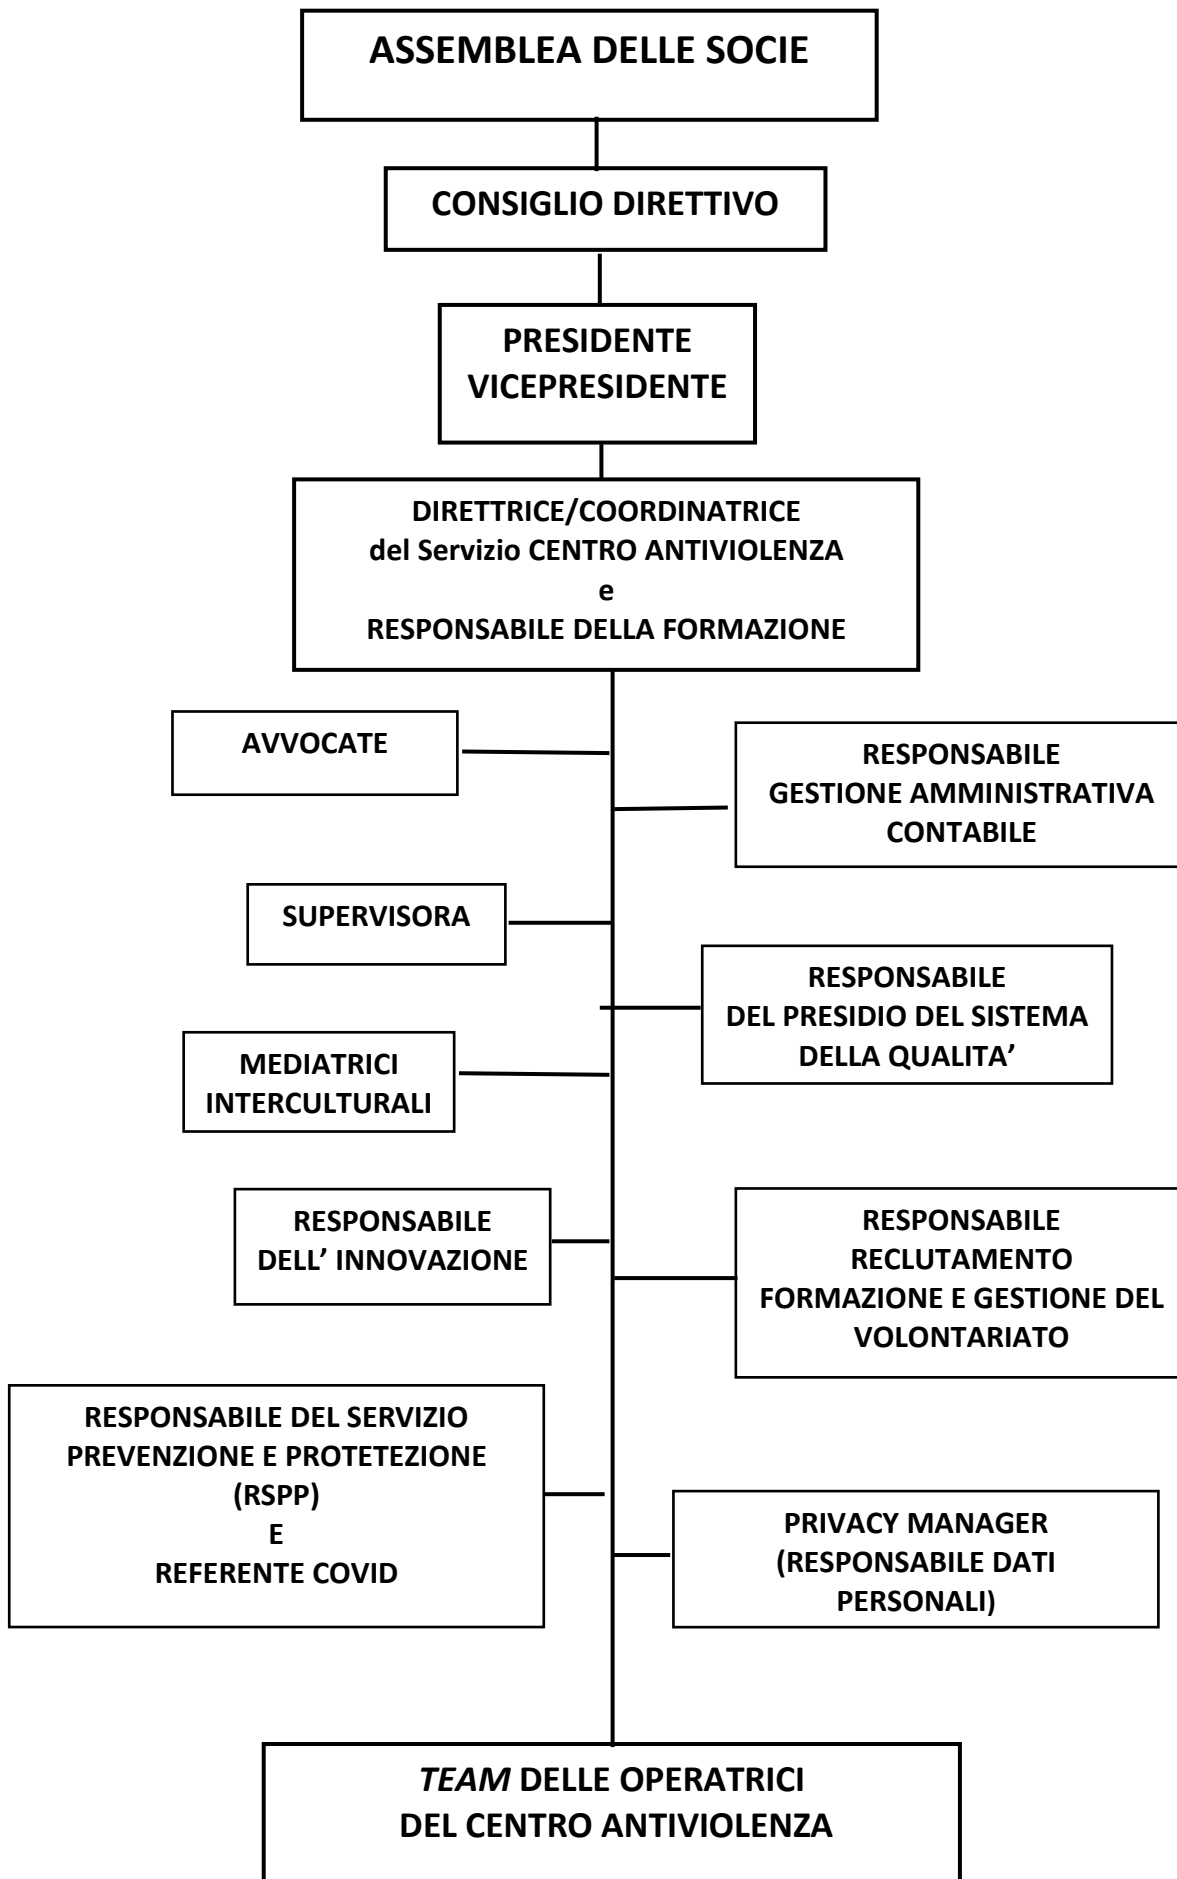 ASSEMBLEA DELLE SOCIE
CONSIGLIO DIRETTIVO
PRESIDENTE
VICEPRESIDENTE
DIRETTRICE/COORDINATRICE
del Servizio CENTRO ANTIVIOLENZA
e
RESPONSABILE DELLA FORMAZIONE
AVVOCATE
RESPONSABILE
GESTIONE AMMINISTRATIVA
CONTABILE
SUPERVISORA
RESPONSABILE
DEL PRESIDIO DEL SISTEMA
DELLA QUALITA’
MEDIATRICI
INTERCULTURALI
RESPONSABILE
DELL’ INNOVAZIONE
RESPONSABILE
RECLUTAMENTO
FORMAZIONE E GESTIONE DEL
VOLONTARIATO
RESPONSABILE DEL SERVIZIO
PREVENZIONE E PROTETEZIONE
(RSPP)
E
REFERENTE COVID
PRIVACY MANAGER
(RESPONSABILE DATI
PERSONALI)
TEAM DELLE OPERATRICI
DEL CENTRO ANTIVIOLENZA